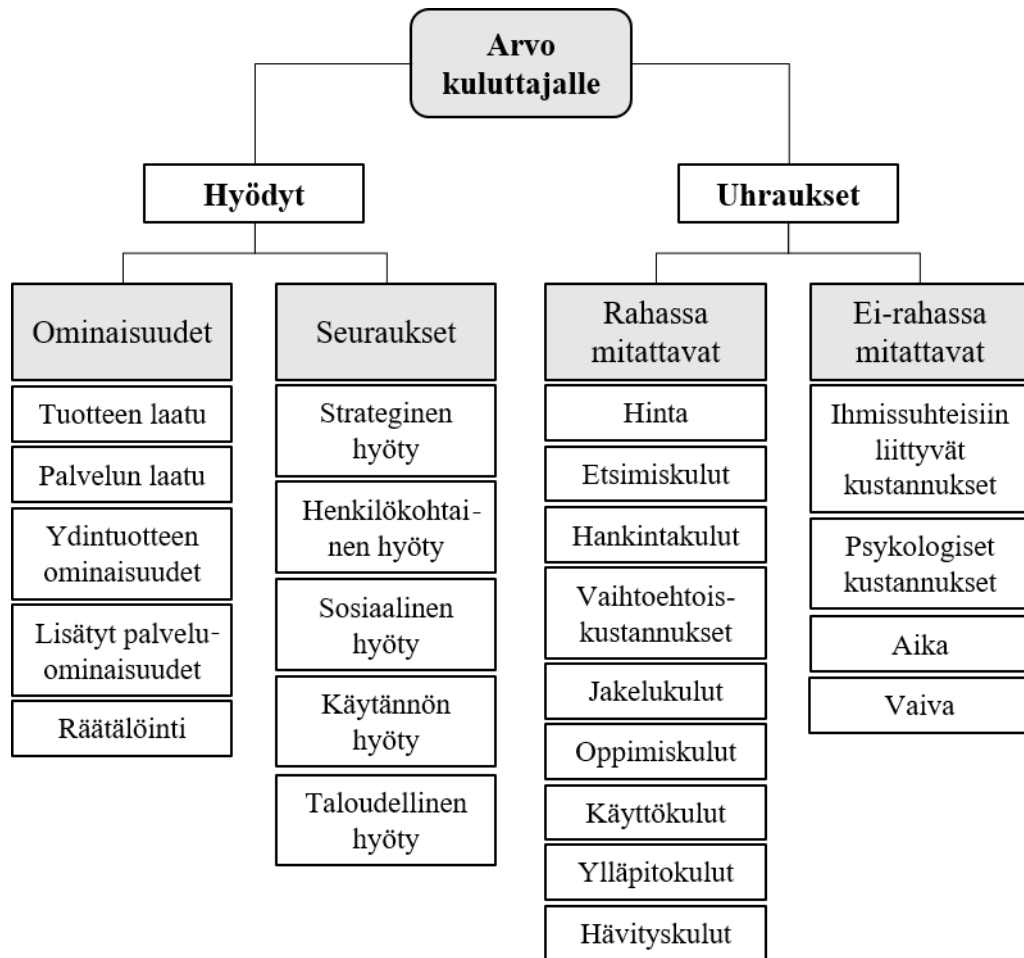 Arvo
kuluttajalle
Hyödyt
Uhraukset
Ominaisuudet
Tuotteen laatu
Palvelun laatu
Ydintuotteen
ominaisuudet
Lisätyt palvelu-
ominaisuudet
Räätälöinti
Seuraukset
Strateginen
hyöty
Henkilökohtai-
nen hyöty
Sosiaalinen
hyöty
Käytännön
hyöty
Taloudellinen
hyöty
Rahassa
mitattavat
Hinta
Etsimiskulut
Hankintakulut
Vaihtoehtois-
kustannukset
Jakelukulut
Oppimiskulut
Käyttökulut
Ylläpitokulut
Hävityskulut
Ei-rahassa
mitattavat
Ihmissuhteisiin
liittyvät
kustannukset
Psykologiset
kustannukset
Aika
Vaiva